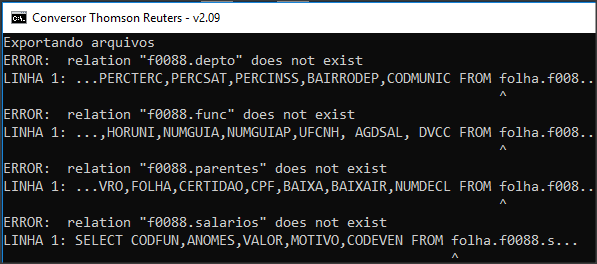 Conversor Thomson Reuters - v2.09
Exportando arquivos
ERROR:  relation "f0088.depto" does not exist
LINHA 1: ...PERCTERC,PERCSAT,PERCINSS,BAIRRODEP,CODMUNIC FROM folha.f008...
^
ERROR:  relation "f0088.func" does not exist
LINHA 1: ...,HORUNI,NUMGUIA,NUMGUIAP,UFCNH, AGDSAL, DVCC FROM folha.f008...
^
ERROR:  relation "f0088.parentes" does not exist
LINHA 1: ...VRO,FOLHA,CERTIDAO,CPF,BAIXA,BAIXAIR,NUMDECL FROM folha.f008...
^
ERROR:  relation "f0088.salarios" does not exist
LINHA 1: SELECT CODFUN,ANOMES,VALOR,MOTIVO,CODEVEN FROM folha.f0088.s...
^